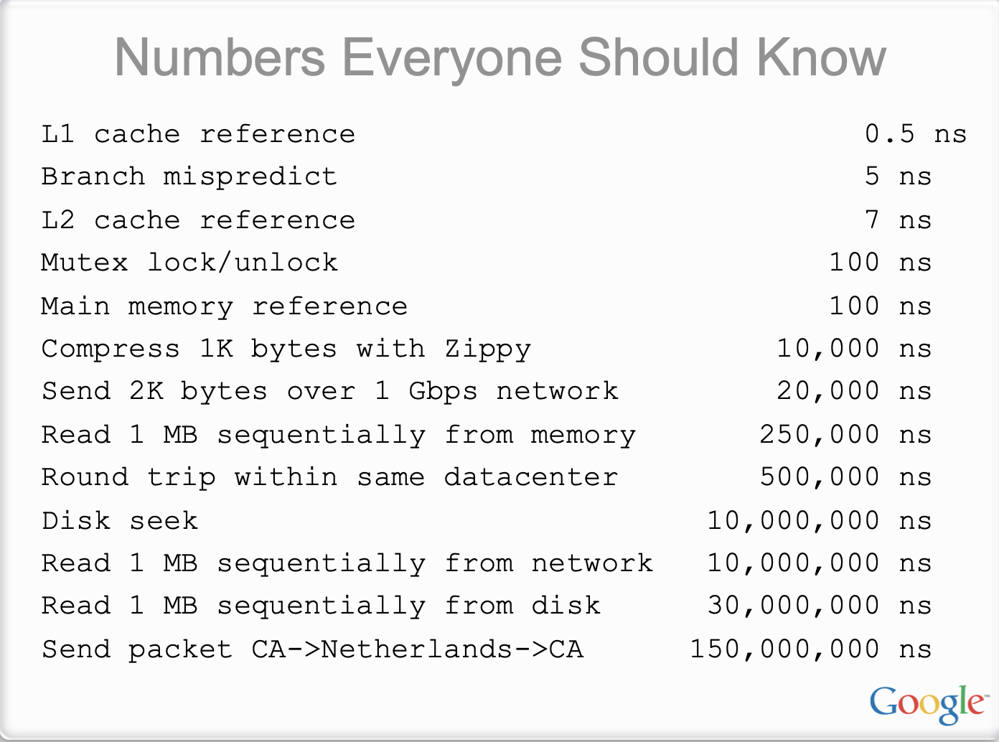 Numbers Everyone Should Know
L1 cache reference 0.5 ns
Branch mispredict 5 ns
L2 cache reference 7 ns
Mutex lock/unlock 100 ns
Main memory reference 100 ns
Compress 1K bytes with Zippy 10,000 ns
Send 2K bytes over 1 Gbps network 20,000 ns
Read 1 MB sequentially from memory 250,000 ns
Round trip within same datacenter 500,000 ns
Disk seek 10,000,000 ns
Read 1 MB sequentially from network 10,000,000 ns
Read 1 MB sequentially from disk 30,000,000 ns
Send packet CA->Netherlands->CA 150,000,000 ns
Google™